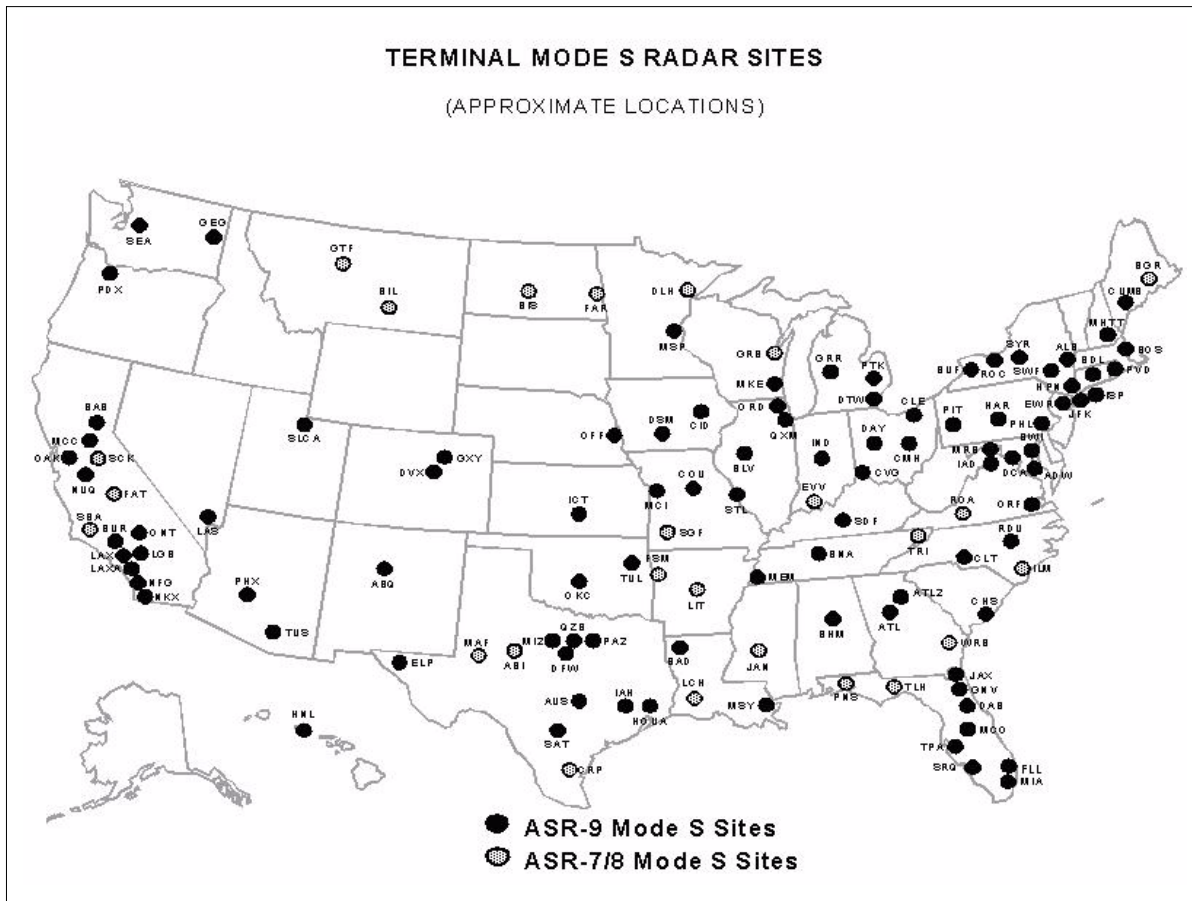 TERMINAL MODE S RADAR SITES
(APPROXIMATE LOCATIONS)
SEA
GEG
PDX
GTF
BIL
BIS
FAR
DLH
MSP
GRB
GRR
PTK
MKE
DTW
ORD
QXM
BGR
CUMB
MHTT
BOS
ALB
SYR
BUF
ROC
SWF
BDL
PVD
HPN
ISP
EWR
JFK
CLE
PIT
HAR
PHL
BWI
MRB
IAD
DCA
ADW
DAY
CMH
CVG
IND
EVV
BAB
MCC
OAK
SCK
NUQ
FAT
SBA
BUR
ONT
LAX
LGB
LAXA
NFG
NKX
LAS
SLCA
DVX
GXY
OFF
DSM
CID
BLV
COU
MCI
STL
SGF
ICT
SDF
ROA
ORF
RDU
TRI
BNA
CLT
ILM
PHX
TUS
ABQ
ELP
OKC
TUL
FSM
LIT
MEM
ATLZ
ATL
CHS
BHM
WRB
MAF
ABI
MIZ
QZB
PAZ
DFW
BAD
JAN
LCH
MSY
PNS
TLH
JAX
GNV
DAB
MCO
TPA
SRQ
FLL
MIA
AUS
IAH
HOUA
SAT
CRP
HNL
ASR-9 Mode S Sites
ASR-7/8 Mode S Sites